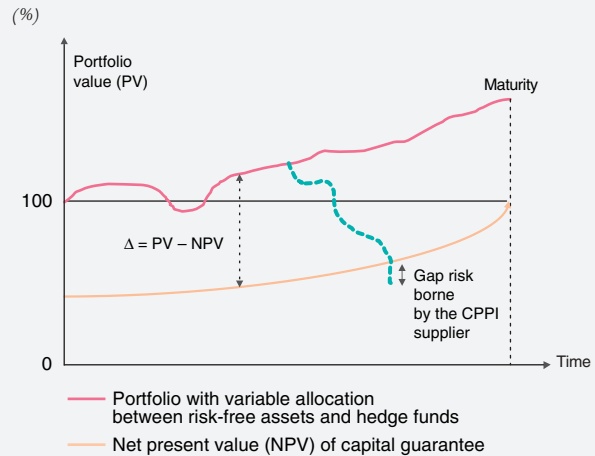 (%)
Portfolio
value (PV)
Maturity
100
Δ = PV – NPV
Gap risk
borne
by the CPPI
supplier
0
Time
Portfolio with variable allocation
between risk-free assets and hedge funds
Net present value (NPV) of capital guarantee